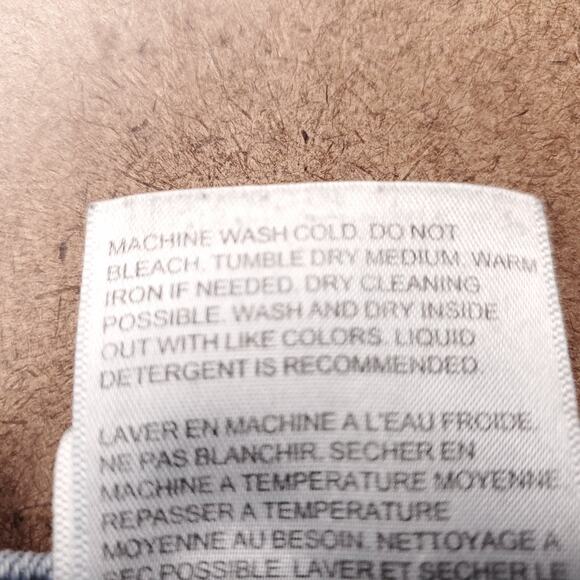 MACHINE WASH COLD. DO NOT
BLEACH. TUMBLE DRY MEDIUM. WARM
IRON IF NEEDED. DRY CLEANING
POSSIBLE. WASH AND DRY INSIDE
OUT WITH LIKE COLORS. LIQUID
DETERGENT IS RECOMMENDED.
LAVER EN MACHINE A L'EAU FROIDE.
NE PAS BLANCHIR. SECHER EN
MACHINE A TEMPERATURE MOYENNE
REPASSER A TEMPERATURE
MOYENNE AU BESOIN. NETTOYAGE A
SEC POSSIBLE. LAVER ET SECHER LE